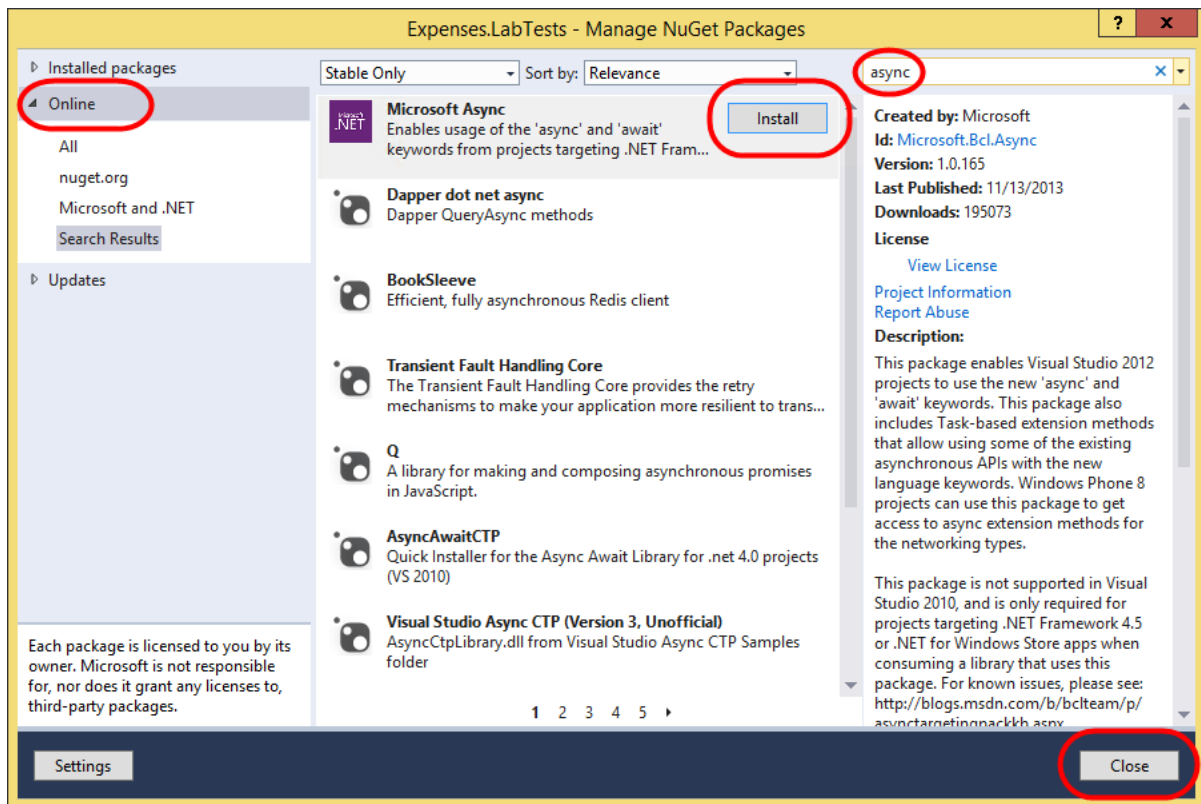 Expenses.LabTests - Manage NuGet Packages
?
x
Installed packages
Online
All
nuget.org
Microsoft and .NET
Search Results
Updates
Each package is licensed to you by its
owner. Microsoft is not responsible
for, nor does it grant any licenses to,
third-party packages.
Stable Only
Sort by: Relevance
.NET
Microsoft Async
Enables usage of the 'async' and 'await'
keywords from projects targeting .NET Fram...
Install
Dapper dot net async
Dapper QueryAsync methods
BookSleeve
Efficient, fully asynchronous Redis client
Transient Fault Handling Core
The Transient Fault Handling Core provides the retry
mechanisms to make your application more resilient to trans...
Q
A library for making and composing asynchronous promises
in JavaScript.
AsyncAwaitCTP
Quick Installer for the Async Await Library for .net 4.0 projects
(VS 2010)
Visual Studio Async CTP (Version 3, Unofficial)
AsyncCtpLibrary.dll from Visual Studio Async CTP Samples
folder
1 2 3 4 5
async
Created by: Microsoft
Id: Microsoft.Bcl.Async
Version: 1.0.165
Last Published: 11/13/2013
Downloads: 195073
License
View License
Project Information
Report Abuse
Description:
This package enables Visual Studio 2012
projects to use the new 'async' and
'await' keywords. This package also
includes Task-based extension methods
that allow using some of the existing
asynchronous APIs with the new
language keywords. Windows Phone 8
projects can use this package to get
access to async extension methods for
the networking types.
This package is not supported in Visual
Studio 2010, and is only required for
projects targeting .NET Framework 4.5
or .NET for Windows Store apps when
consuming a library that uses this
package. For known issues, please see:
http://blogs.msdn.com/b/bclteam/p/
asynctargetingpackkb.aspx
Settings
Close